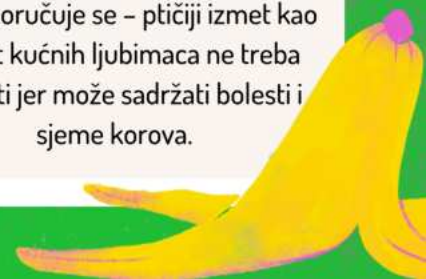 oručuje se – ptičiji izmet kao
t kućnih ljubimaca ne treba
ti jer može sadržati bolesti i
sjeme korova.